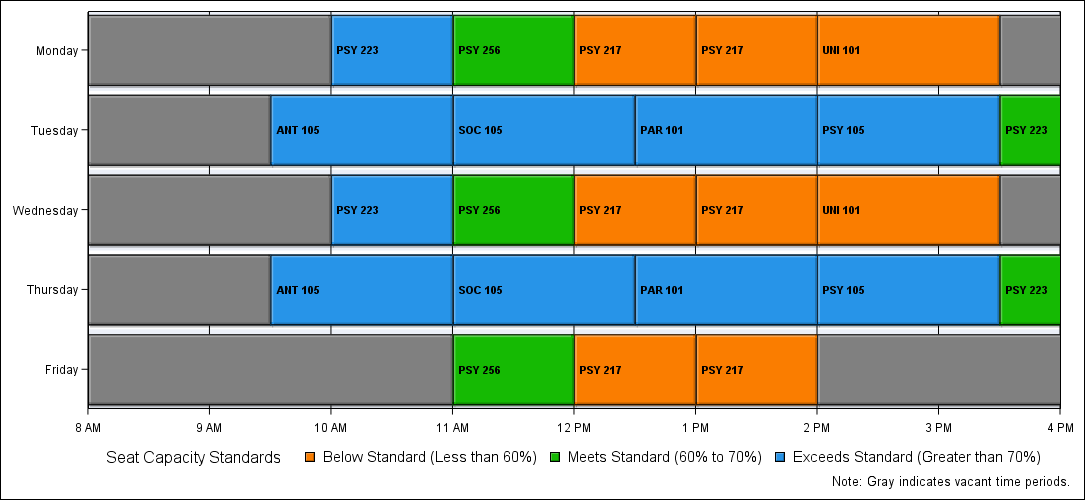 Monday PSY 223 PSY 256 PSY 217 PSY 217 UNI 101
Tuesday ANT 105 SOC 105 PAR 101 PSY 105 PSY 223
Wednesday PSY 223 PSY 256 PSY 217 PSY 217 UNI 101
Thursday ANT 105 SOC 105 PAR 101 PSY 105 PSY 223
Friday PSY 256 PSY 217 PSY 217
8 AM 9 AM 10 AM 11 AM 12 PM 1 PM 2 PM 3 PM 4 PM
Seat Capacity Standards Below Standard (Less than 60%) Meets Standard (60% to 70%) Exceeds Standard (Greater than 70%)
Note: Gray indicates vacant time periods.